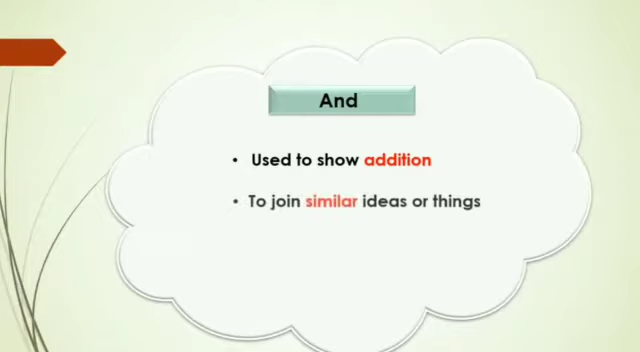 And
• Used to show addition
• To join similar ideas or things